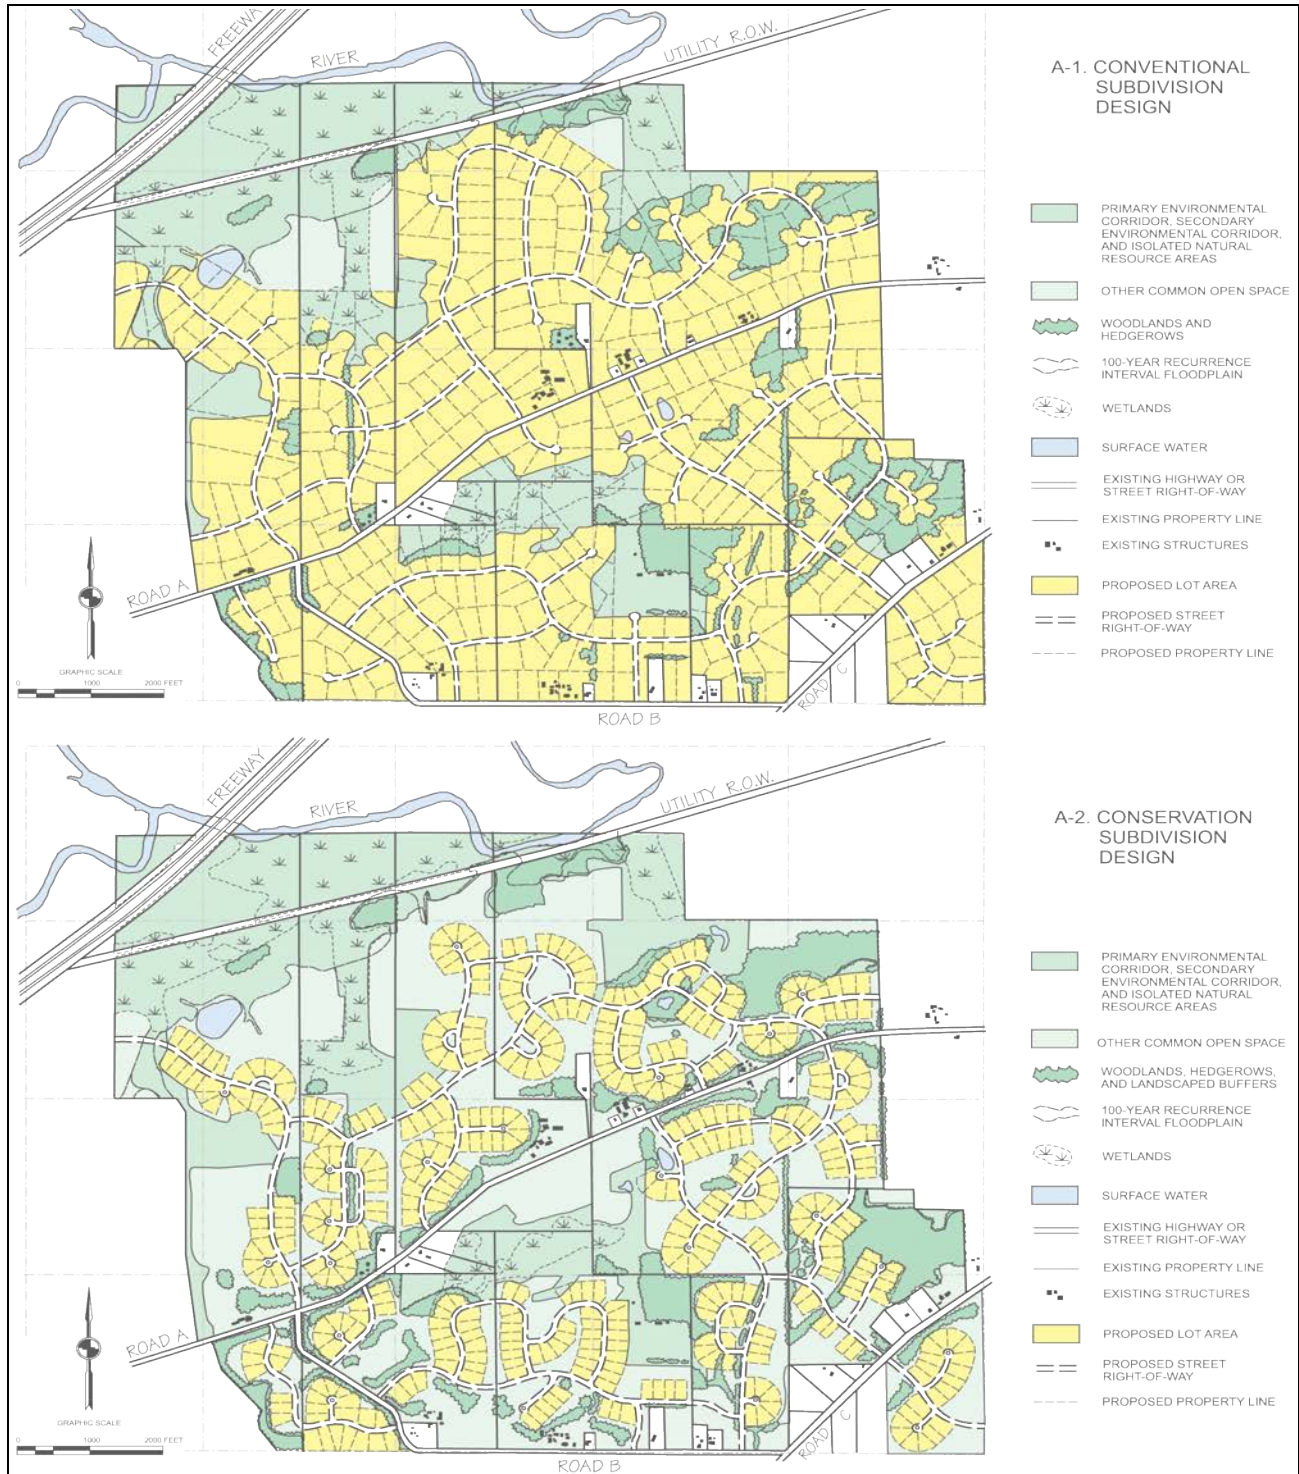 FREEWA
RIVER
UTILITY R.O.W.
A-1. CONVENTIONAL
SUBDIVISION
DESIGN
PRIMARY ENVIRONMENTAL
CORRIDOR, SECONDARY
ENVIRONMENTAL CORRIDOR,
AND ISOLATED NATURAL
RESOURCE AREAS
OTHER COMMON OPEN SPACE
WOODLANDS AND
HEDGEROWS
100-YEAR RECURRENCE
INTERVAL FLOODPLAIN
WETLANDS
SURFACE WATER
EXISTING HIGHWAY OR
STREET RIGHT-OF-WAY
EXISTING PROPERTY LINE
EXISTING STRUCTURES
PROPOSED LOT AREA
PROPOSED STREET
RIGHT-OF-WAY
PROPOSED PROPERTY LINE
ROAD A
GRAPHIC SCALE
0 1000 2000 FEET
ROAD B
ROAD C
FREEWAY
RIVER
UTILITY R.O.W.
A-2. CONSERVATION
SUBDIVISION
DESIGN
PRIMARY ENVIRONMENTAL
CORRIDOR, SECONDARY
ENVIRONMENTAL CORRIDOR,
AND ISOLATED NATURAL
RESOURCE AREAS
OTHER COMMON OPEN SPACE
WOODLANDS, HEDGEROWS,
AND LANDSCAPED BUFFERS
100-YEAR RECURRENCE
INTERVAL FLOODPLAIN
WETLANDS
SURFACE WATER
EXISTING HIGHWAY OR
STREET RIGHT-OF-WAY
EXISTING PROPERTY LINE
EXISTING STRUCTURES
PROPOSED LOT AREA
PROPOSED STREET
RIGHT-OF-WAY
PROPOSED PROPERTY LINE
ROAD A
GRAPHIC SCALE
0 1000 2000 FEET
ROAD B
ROAD C